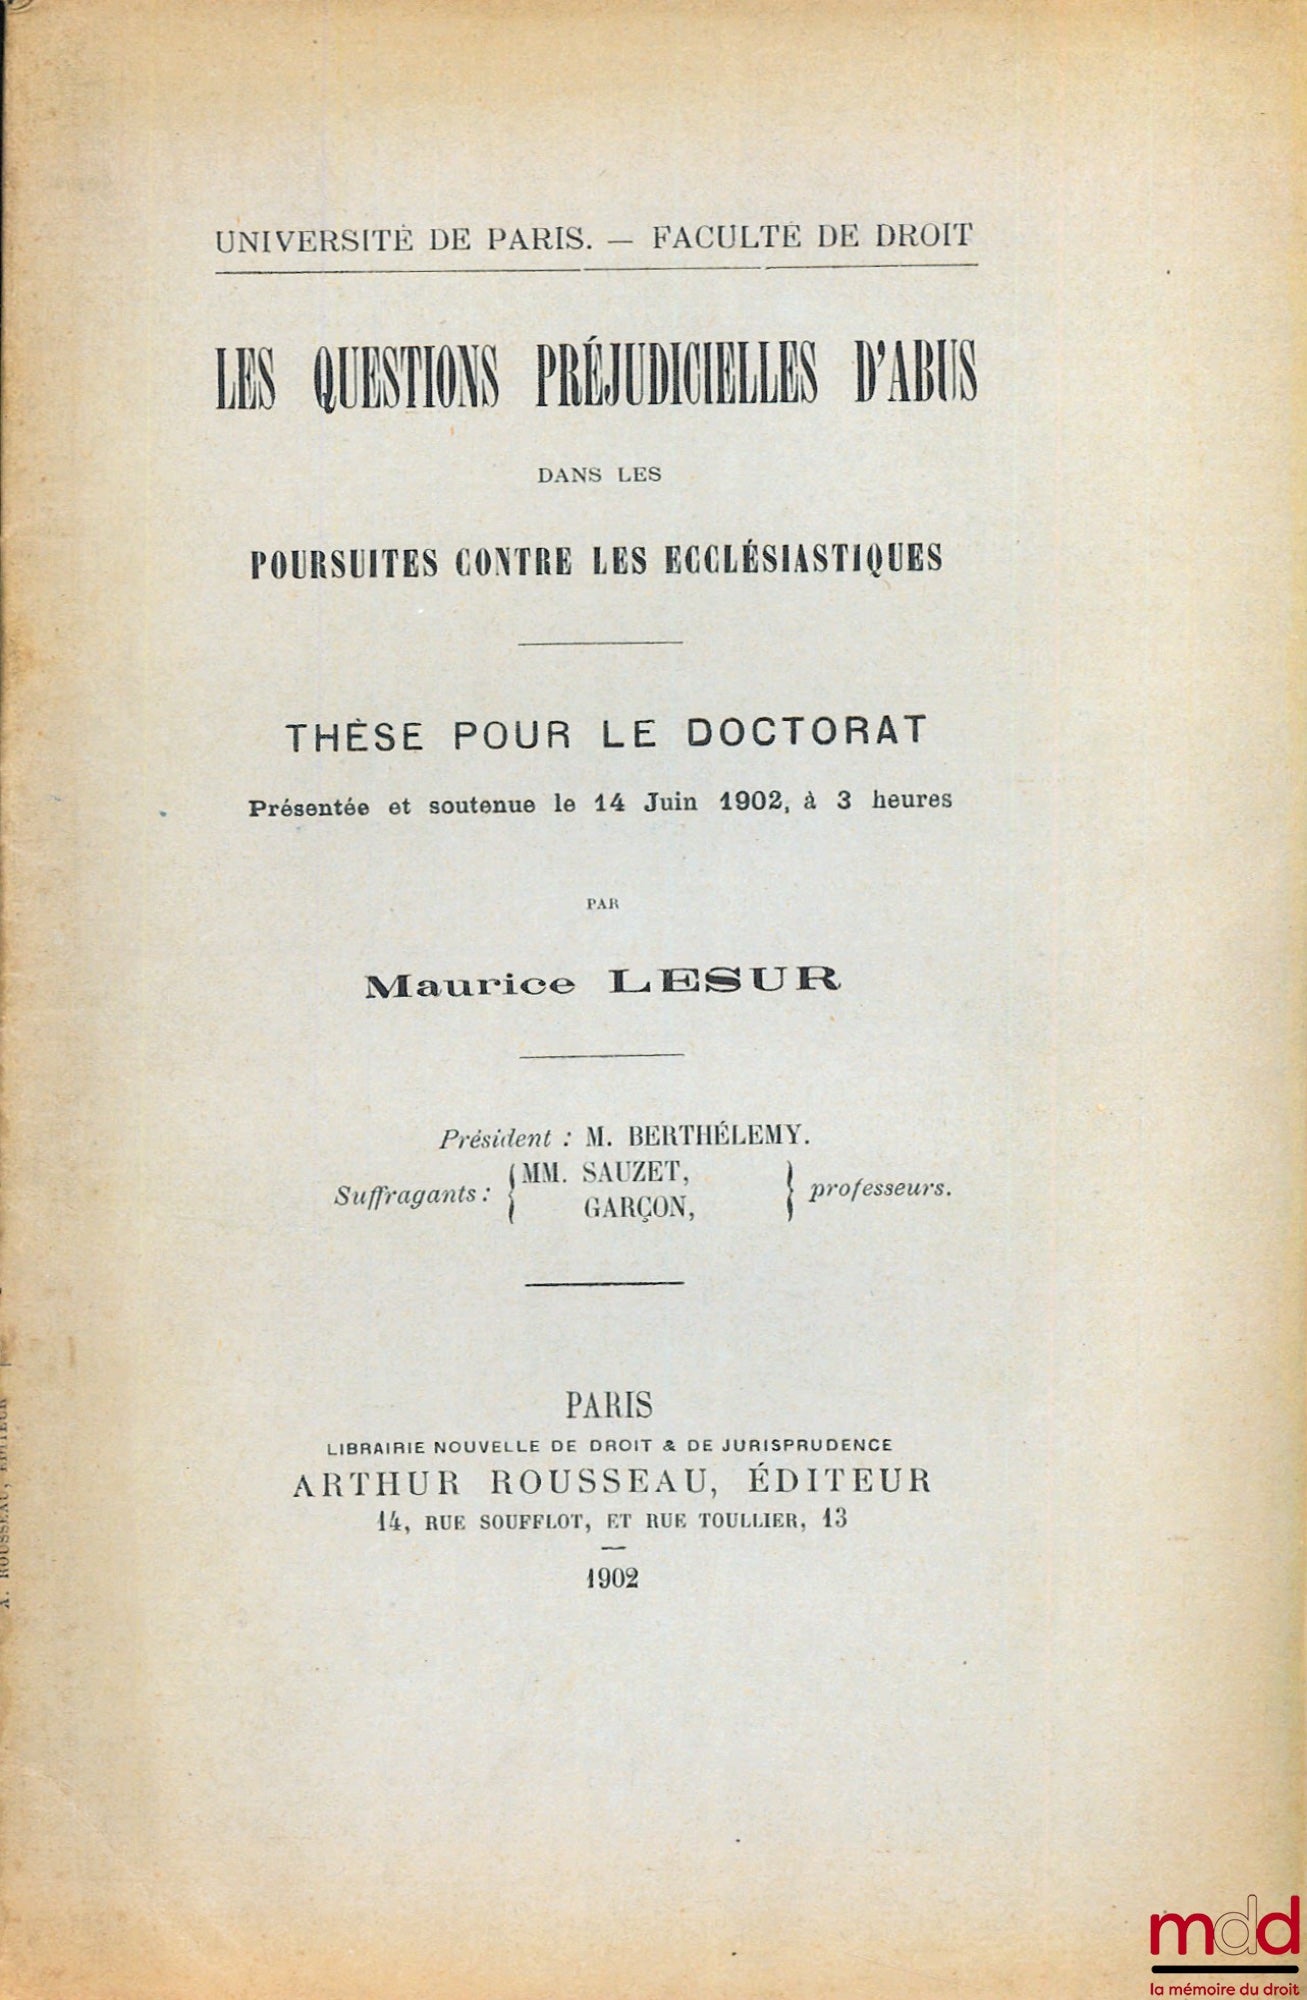 UNIVERSITÉ DE PARIS. — FACULTÉ DE DROIT
LES QUESTIONS PRÉJUDICIELLES D'ABUS
DANS LES
POURSUITES CONTRE LES ECCLÉSIASTIQUES
THÈSE POUR LE DOCTORAT
Présentée et soutenue le 14 Juin 1902, à 3 heures
PAR
Maurice LESUR
Président : M. BERTHÉLEMY.
Suffragants : { MM. SAUZET,
GARÇON, } professeurs.
PARIS
LIBRAIRIE NOUVELLE DE DROIT & DE JURISPRUDENCE
ARTHUR ROUSSEAU, ÉDITEUR
14, RUE SOUFFLOT, ET RUE TOULLIER, 13
1902
A. ROUSSEAU, ÉDITEUR
mdd
la mémoire du droit